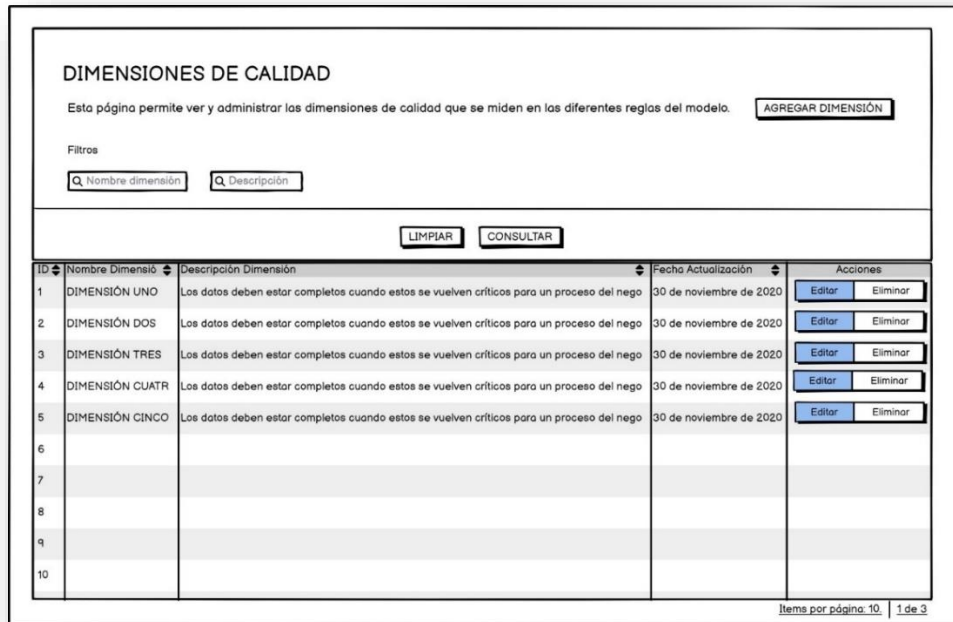 DIMENSIONES DE CALIDAD
Esta página permite ver y administrar las dimensiones de calidad que se miden en las diferentes reglas del modelo. AGREGAR DIMENSIÓN
Filtros
Nombre dimensión Descripción
LIMPIAR CONSULTAR
ID Nombre Dimensió Descripción Dimensión Fecha Actualización Acciones
1 DIMENSIÓN UNO Los datos deben estar completos cuando estos se vuelven críticos para un proceso del nego 30 de noviembre de 2020 Editar Eliminar
2 DIMENSIÓN DOS Los datos deben estar completos cuando estos se vuelven críticos para un proceso del nego 30 de noviembre de 2020 Editar Eliminar
3 DIMENSIÓN TRES Los datos deben estar completos cuando estos se vuelven críticos para un proceso del nego 30 de noviembre de 2020 Editar Eliminar
4 DIMENSIÓN CUATR Los datos deben estar completos cuando estos se vuelven críticos para un proceso del nego 30 de noviembre de 2020 Editar Eliminar
5 DIMENSIÓN CINCO Los datos deben estar completos cuando estos se vuelven críticos para un proceso del nego 30 de noviembre de 2020 Editar Eliminar
6
7
8
9
10
Items por página: 10. 1 de 3